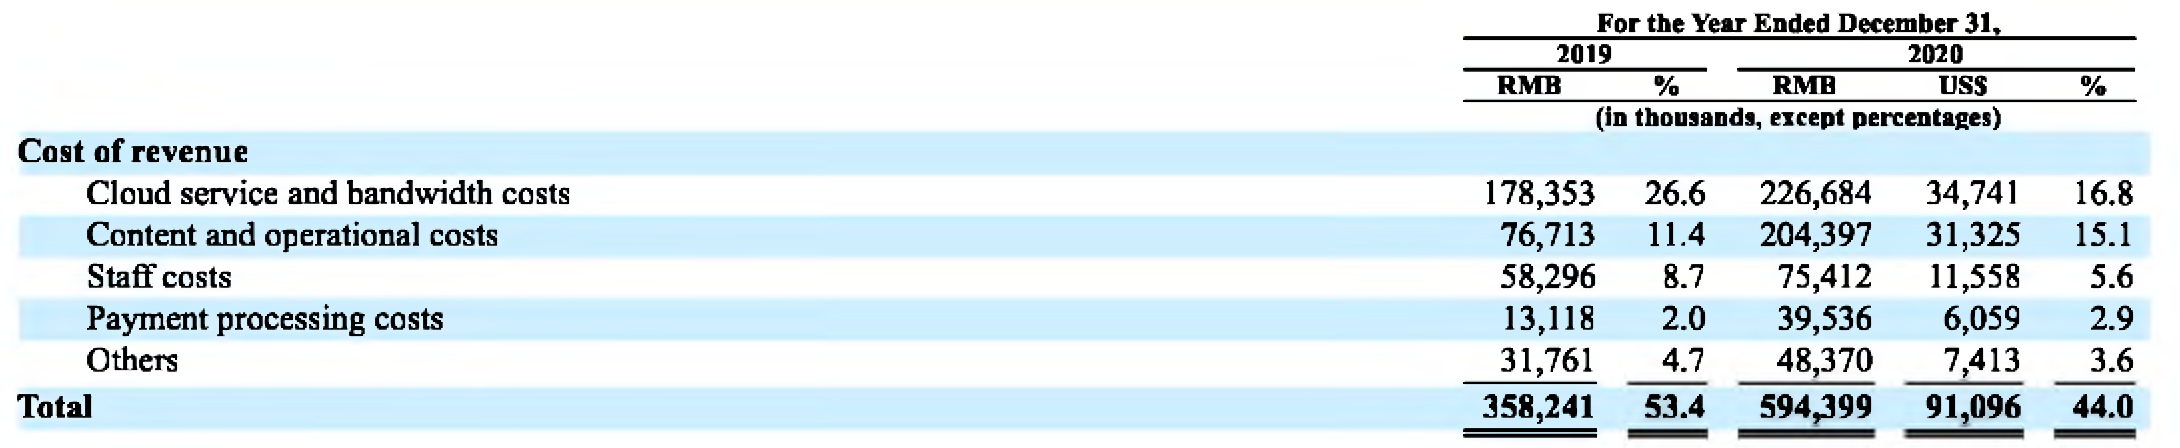 For the Year Ended December 31,
2019 2020
RMB % RMB US$ %
(in thousands, except percentages)
Cost of revenue
Cloud service and bandwidth costs 178,353 26.6 226,684 34,741 16.8
Content and operational costs 76,713 11.4 204,397 31,325 15.1
Staff costs 58,296 8.7 75,412 11,558 5.6
Payment processing costs 13,118 2.0 39,536 6,059 2.9
Others 31,761 4.7 48,370 7,413 3.6
Total 358,241 53.4 594,399 91,096 44.0